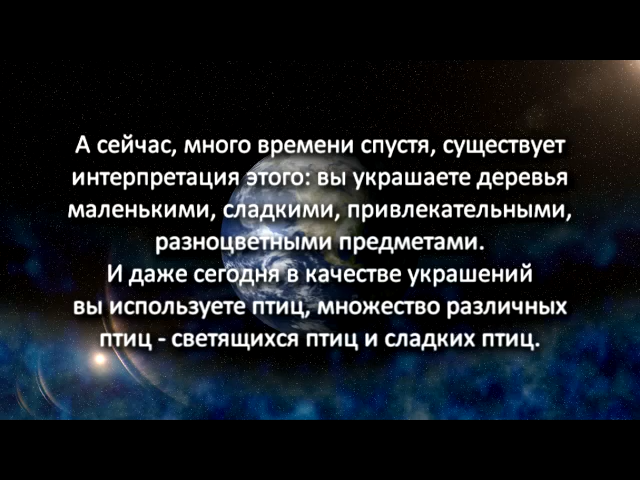 А сейчас, много времени спустя, существует
интерпретация этого: вы украшаете деревья
маленькими, сладкими, привлекательными,
разноцветными предметами.
И даже сегодня в качестве украшений
вы используете птиц, множество различных
птиц - светящихся птиц и сладких птиц.